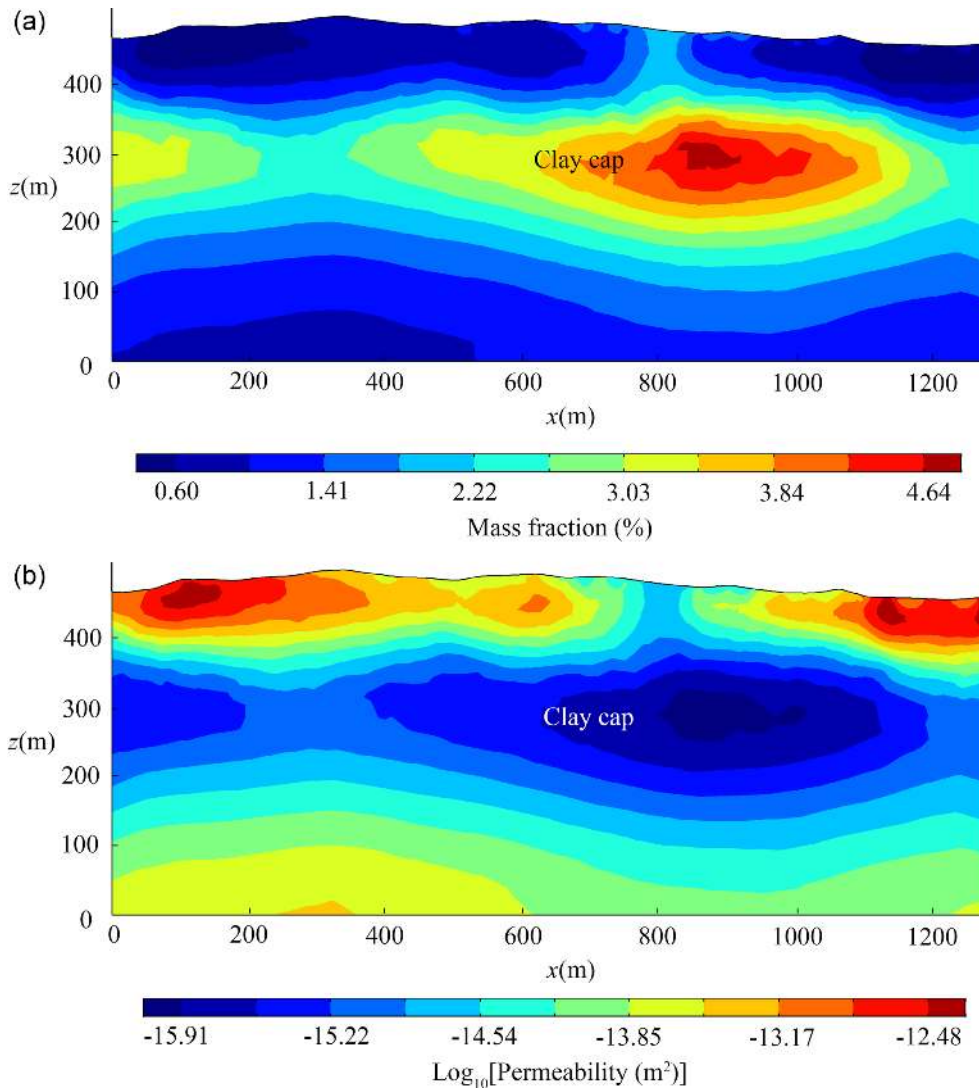 (a)
400
300
Clay cap
z(m)
200
100
0
0 200 400 600 800 1000 1200
x(m)
0.60 1.41 2.22 3.03 3.84 4.64
Mass fraction (%)
(b)
400
300
Clay cap
z(m)
200
100
0
0 200 400 600 800 1000 1200
x(m)
-15.91 -15.22 -14.54 -13.85 -13.17 -12.48
Log10[Permeability (m²)]